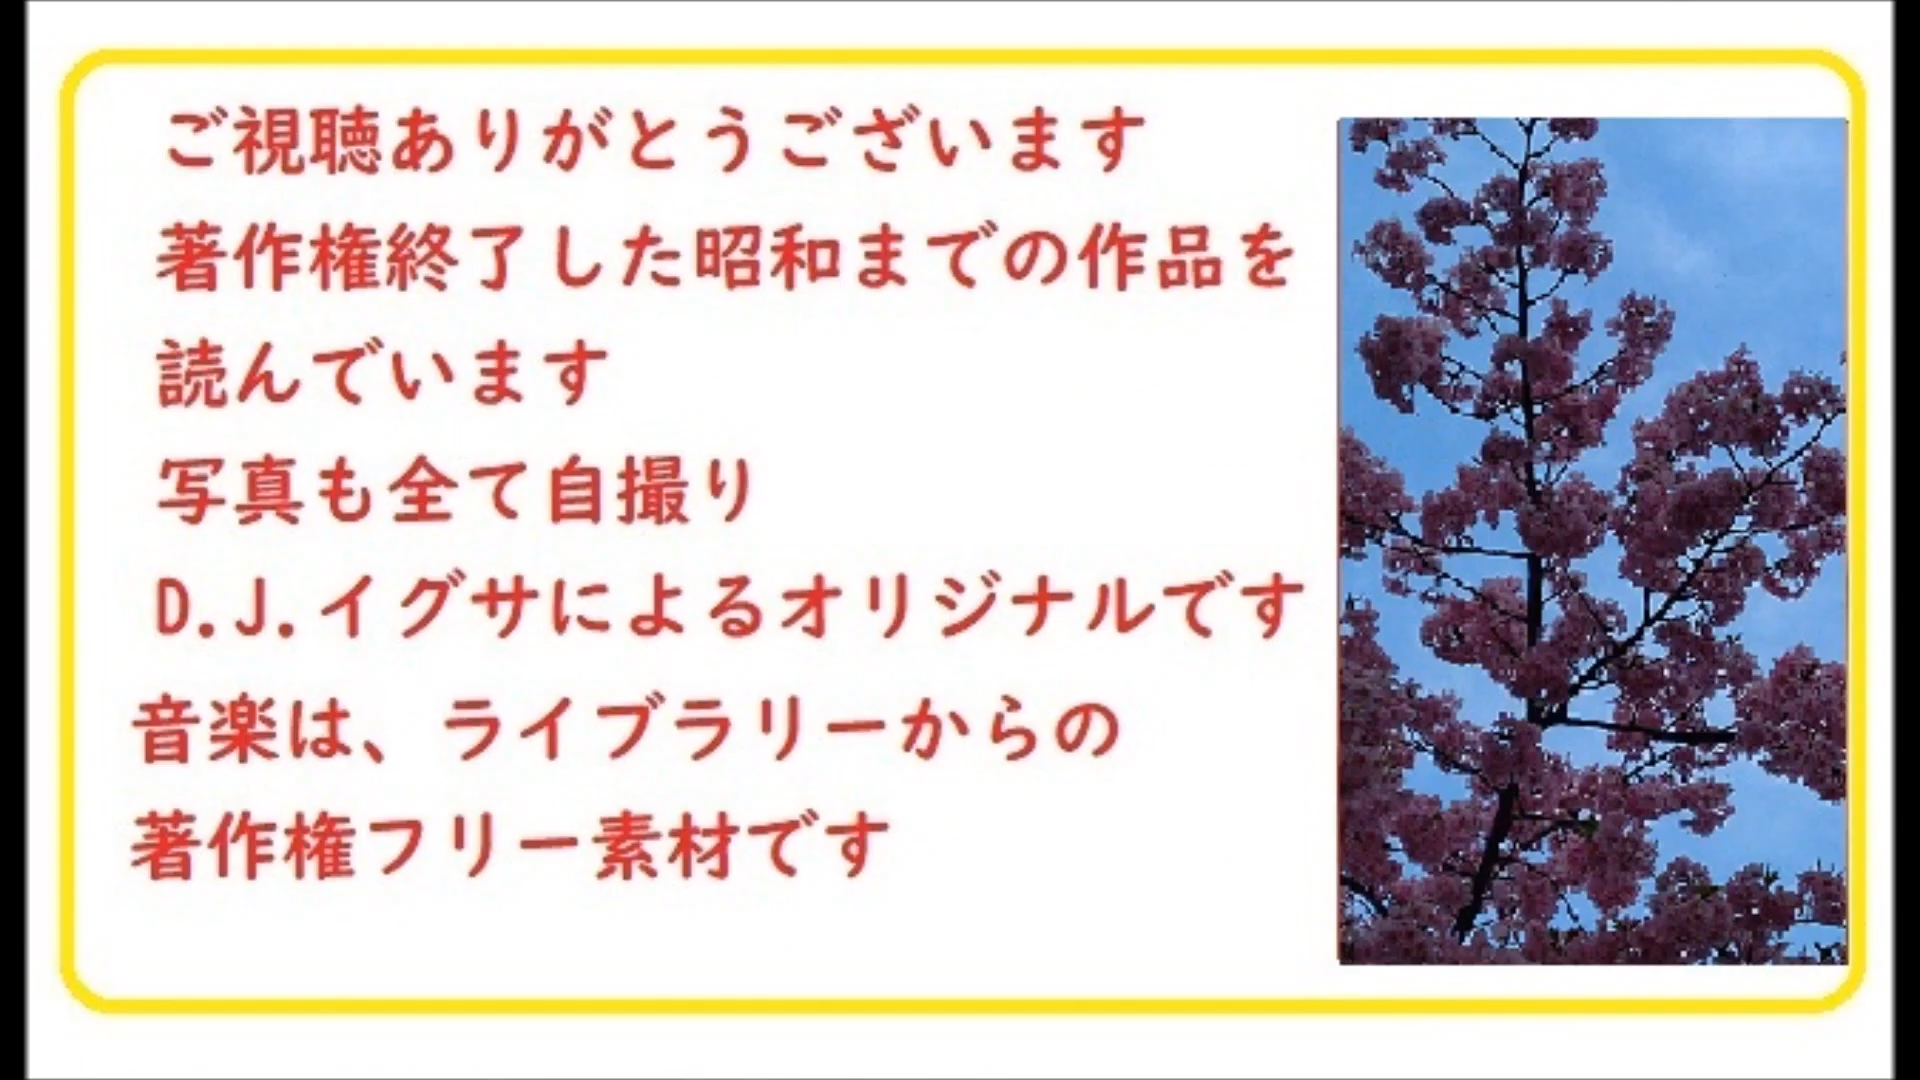 ご視聴ありがとうございます
著作権終了した昭和までの作品を
読んでいます
写真も全て自撮り
D.J.イグサによるオリジナルです
音楽は、ライブラリーからの
著作権フリー素材です